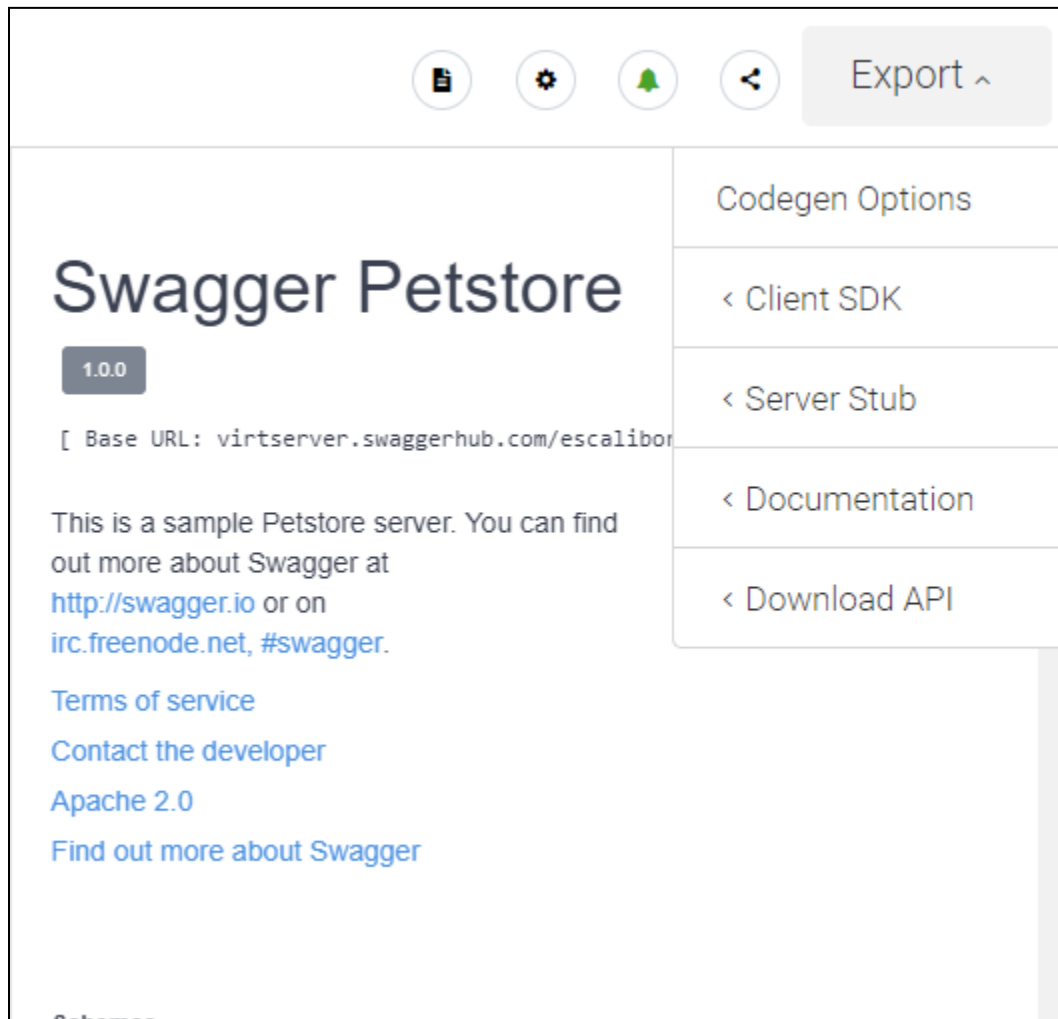 Export
Codegen Options
Swagger Petstore
< Client SDK
1.0.0
< Server Stub
[ Base URL: virtserver.swaggerhub.com/escalibor
< Documentation
This is a sample Petstore server. You can find
out more about Swagger at
http://swagger.io or on
< Download API
irc.freenode.net, #swagger.
Terms of service
Contact the developer
Apache 2.0
Find out more about Swagger